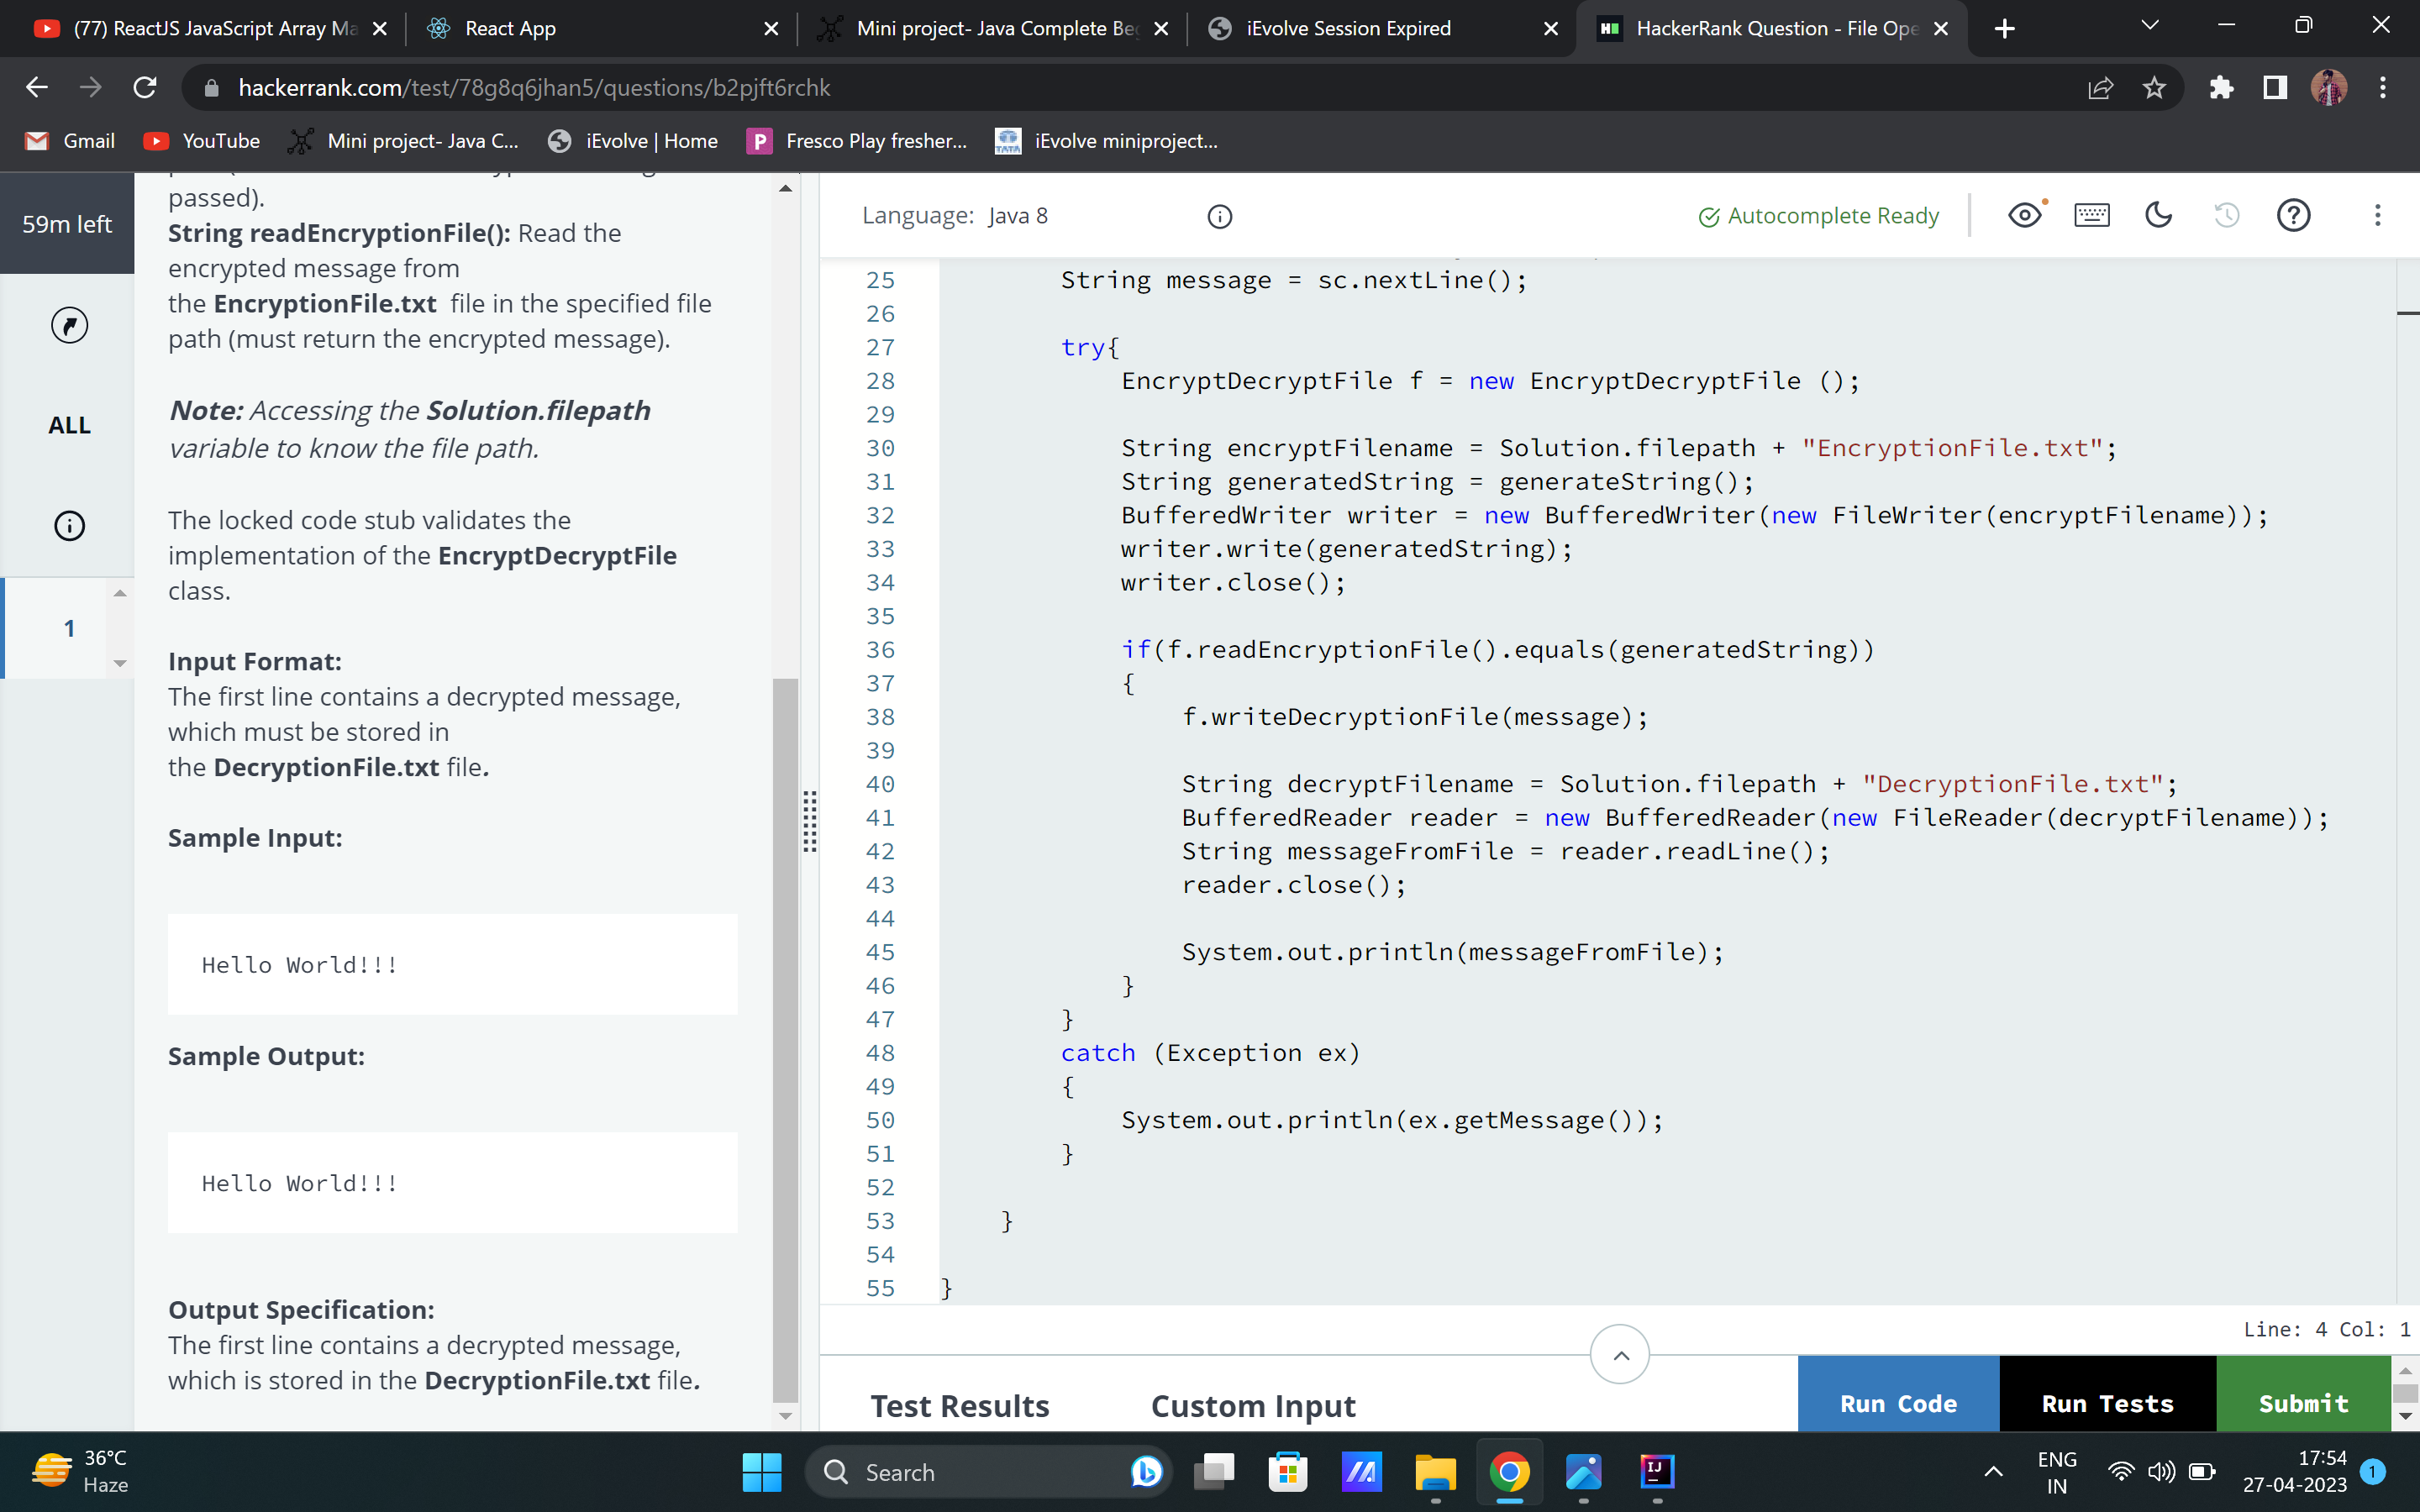 (77) ReactJS JavaScript Array Ma
React App
Mini project- Java Complete Be
iEvolve Session Expired
HackerRank Question - File Ope
hackerrank.com/test/78g8q6jhan5/questions/b2pjft6rchk
Gmail
YouTube
Mini project- Java C...
iEvolve | Home
Fresco Play fresher...
iEvolve miniproject...
59m left
ALL
1
passed).
String readEncryptionFile(): Read the
encrypted message from
the EncryptionFile.txt file in the specified file
path (must return the encrypted message).
Note: Accessing the Solution.filepath
variable to know the file path.
The locked code stub validates the
implementation of the EncryptDecryptFile
class.
Input Format:
The first line contains a decrypted message,
which must be stored in
the DecryptionFile.txt file.
Sample Input:
Hello World!!!
Sample Output:
Hello World!!!
Output Specification:
The first line contains a decrypted message,
which is stored in the DecryptionFile.txt file.
Language: Java 8
Autocomplete Ready
25 String message = sc.nextLine();
26
27 try{
28 EncryptDecryptFile f = new EncryptDecryptFile ();
29
30 String encryptFilename = Solution.filepath + "EncryptionFile.txt";
31 String generatedString = generateString();
32 BufferedWriter writer = new BufferedWriter(new FileWriter(encryptFilename));
33 writer.write(generatedString);
34 writer.close();
35
36 if(f.readEncryptionFile().equals(generatedString))
37 {
38 f.writeDecryptionFile(message);
39
40 String decryptFilename = Solution.filepath + "DecryptionFile.txt";
41 BufferedReader reader = new BufferedReader(new FileReader(decryptFilename));
42 String messageFromFile = reader.readLine();
43 reader.close();
44
45 System.out.println(messageFromFile);
46 }
47 }
48 catch (Exception ex)
49 {
50 System.out.println(ex.getMessage());
51 }
52
53 }
54
55 }
Line: 4 Col: 1
Test Results
Custom Input
Run Code
Run Tests
Submit
36°C
Haze
Search
ENG
IN
17:54
27-04-2023
1